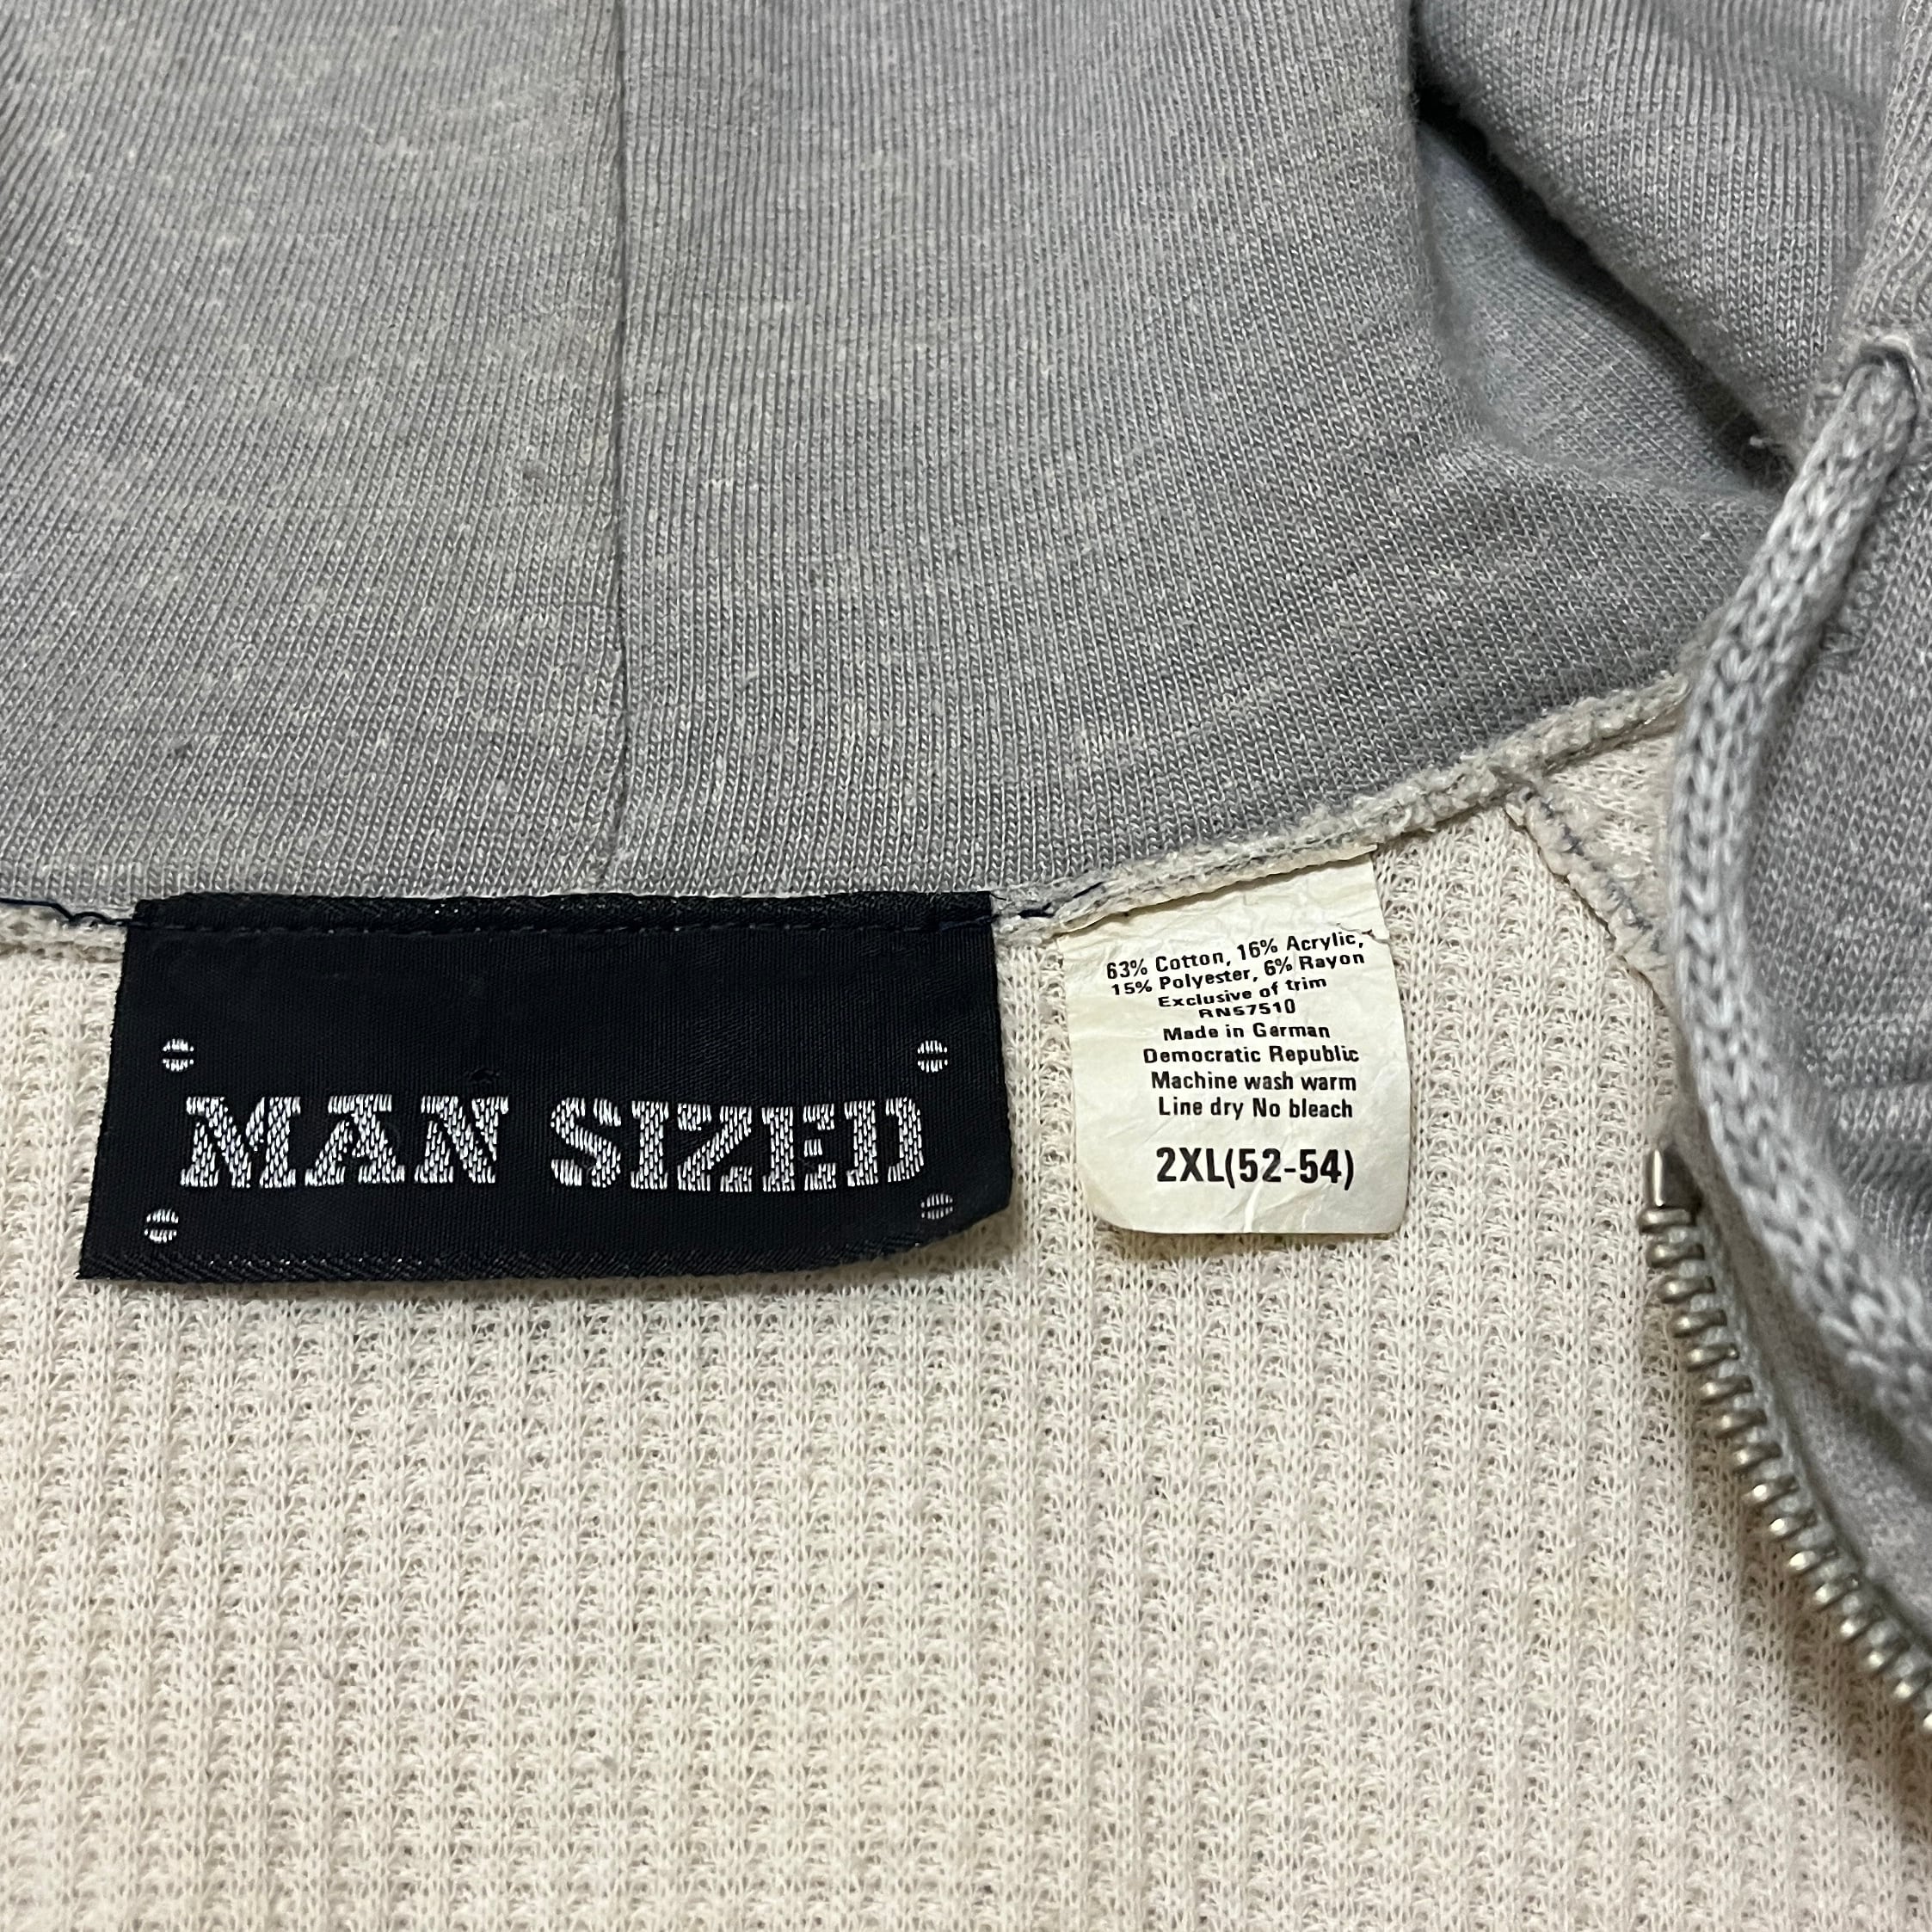 MAN SIZED
63% Cotton, 16% Acrylic,
15% Polyester, 6% Rayon
Exclusive of trim
RN57510
Made in German
Democratic Republic
Machine wash warm
Line dry No bleach
2XL(52-54)